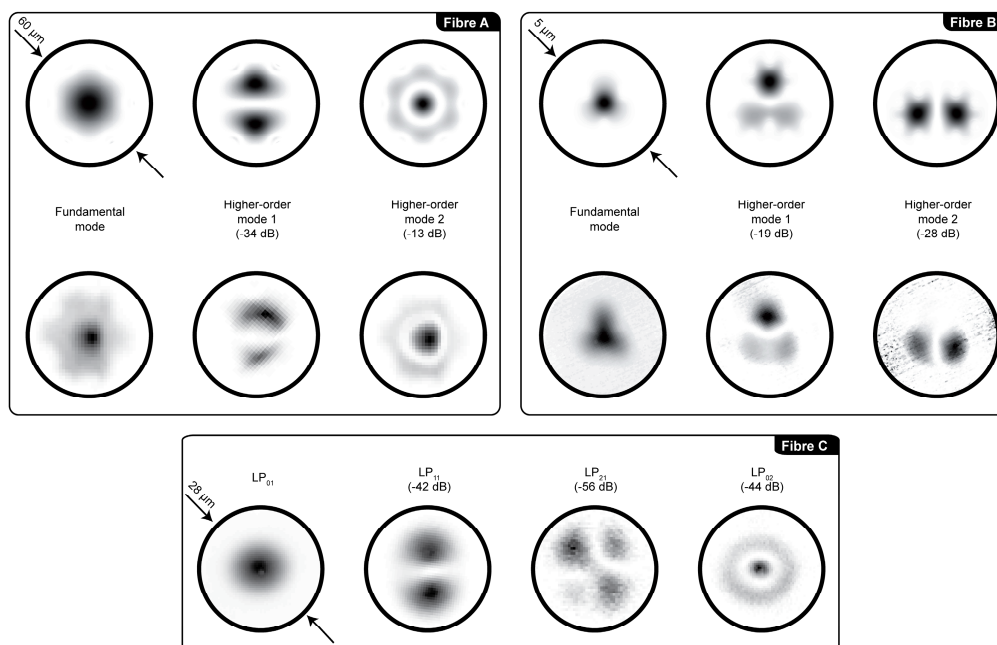 Fibre A
60 µm
Fundamental
mode
Higher-order
mode 1
(-34 dB)
Higher-order
mode 2
(-13 dB)
Fibre B
5 µm
Fundamental
mode
Higher-order
mode 1
(-19 dB)
Higher-order
mode 2
(-28 dB)
Fibre C
28 µm
LP01
LP11
(-42 dB)
LP21
(-56 dB)
LP02
(-44 dB)